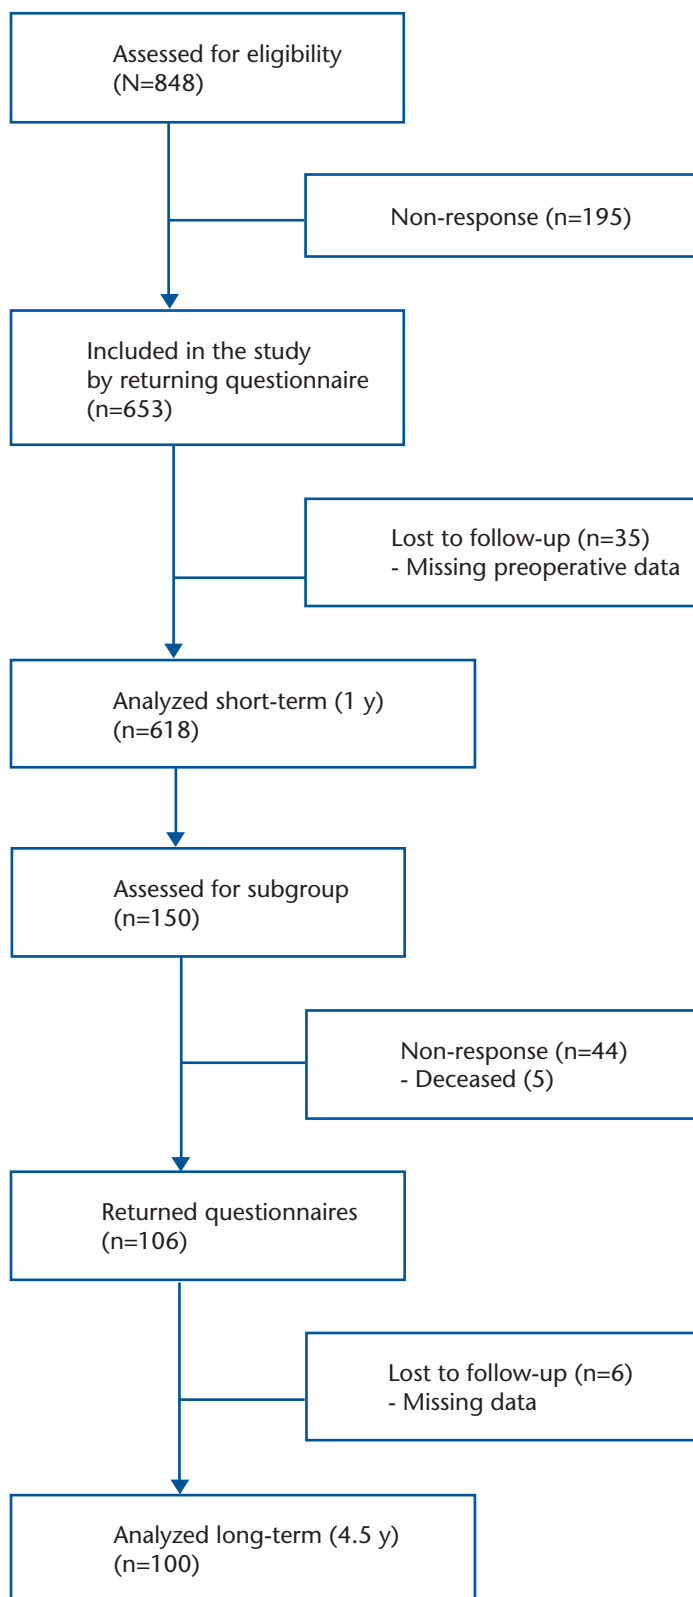 Assessed for eligibility
(N=848)
Non-response (n=195)
Included in the study
by returning questionnaire
(n=653)
Lost to follow-up (n=35)
- Missing preoperative data
Analyzed short-term (1 y)
(n=618)
Assessed for subgroup
(n=150)
Non-response (n=44)
- Deceased (5)
Returned questionnaires
(n=106)
Lost to follow-up (n=6)
- Missing data
Analyzed long-term (4.5 y)
(n=100)